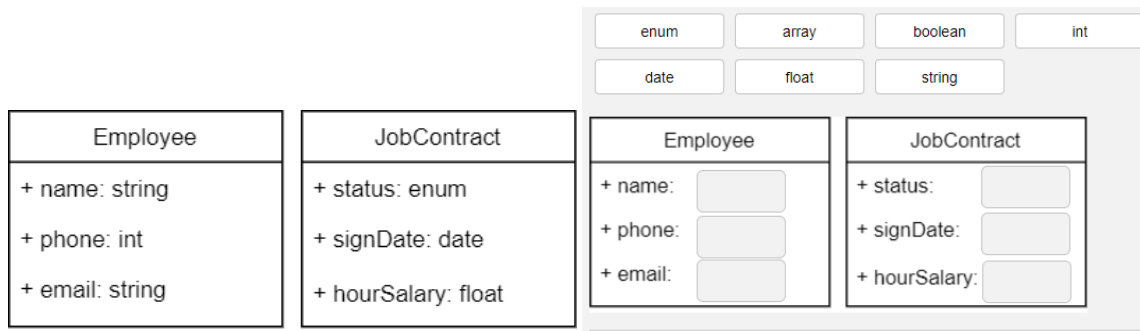 Employee
+ name: string
+ phone: int
+ email: string
JobContract
+ status: enum
+ signDate: date
+ hourSalary: float
enum
array
boolean
int
date
float
string
Employee
+ name:
+ phone:
+ email:
JobContract
+ status:
+ signDate:
+ hourSalary: